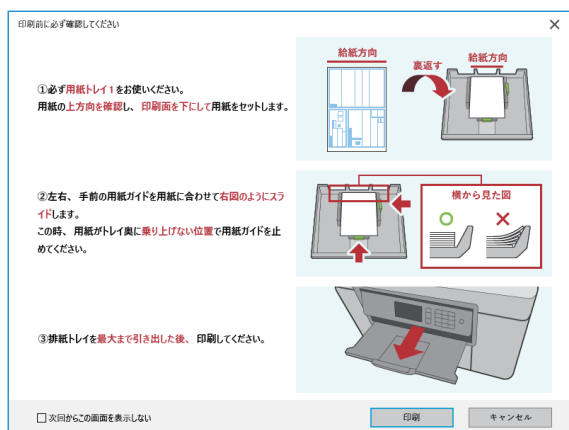 印刷前に必ず確認してください
①必ず用紙トレイ1をお使いください。
用紙の上方向を確認し、印刷面を下にして用紙をセットします。
給紙方向
裏返す
給紙方向
②左右、手前の用紙ガイドを用紙に合わせて右図のようにスラ
イドします。
この時、用紙がトレイ奥に乗り上げない位置で用紙ガイドを止
めてください。
横から見た図
③排紙トレイを最大まで引き出した後、印刷してください。
次回からこの画面を表示しない
印刷
キャンセル